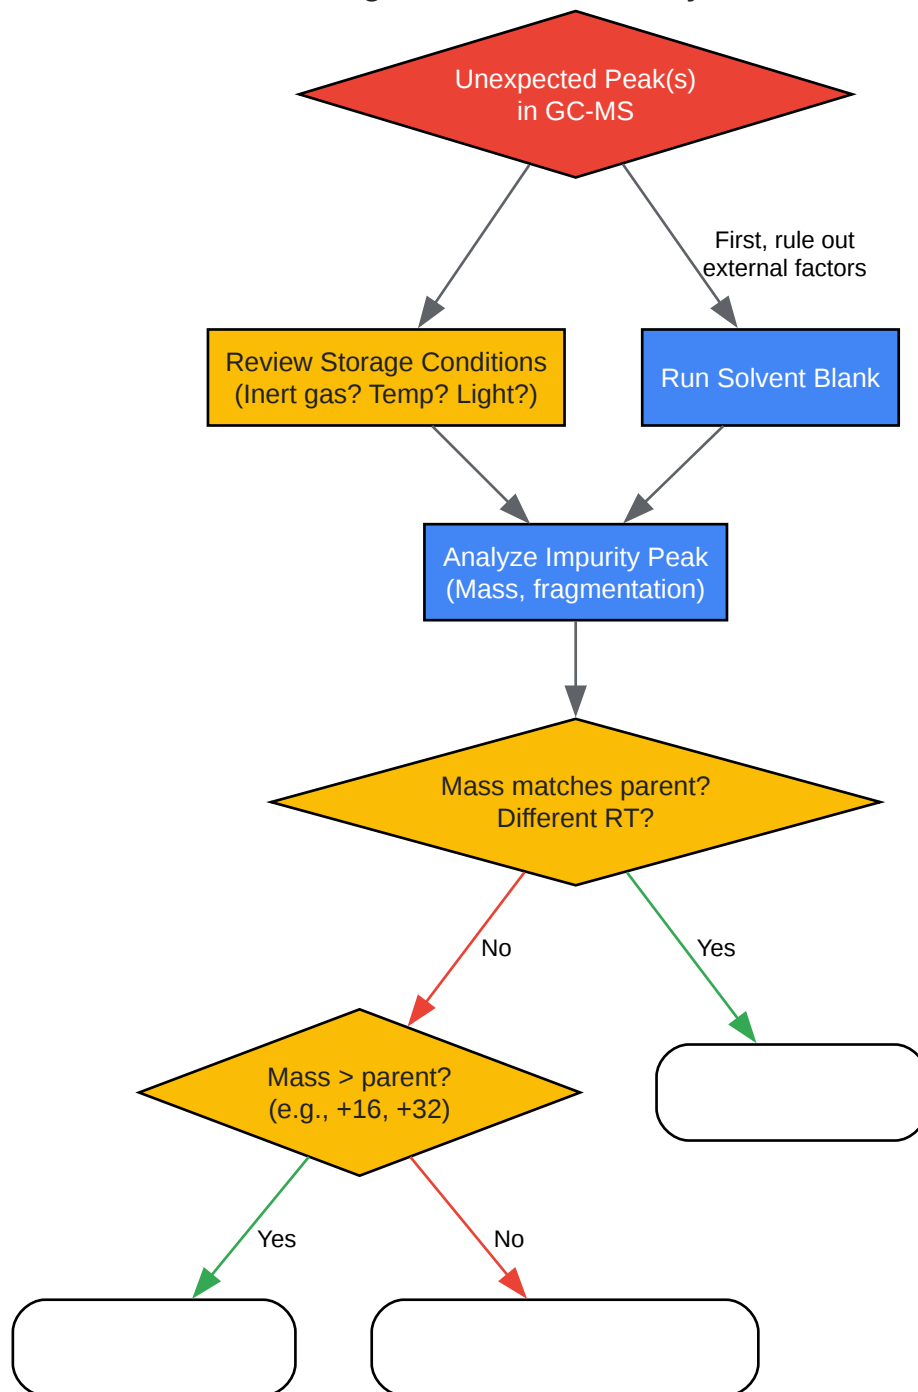 Unexpected Peak(s)
in GC-MS
First, rule out
external factors
Review Storage Conditions
(Inert gas? Temp? Light?)
Run Solvent Blank
Analyze Impurity Peak
(Mass, fragmentation)
Mass matches parent?
Different RT?
No
Yes
Mass > parent?
(e.g., +16, +32)
Yes
No